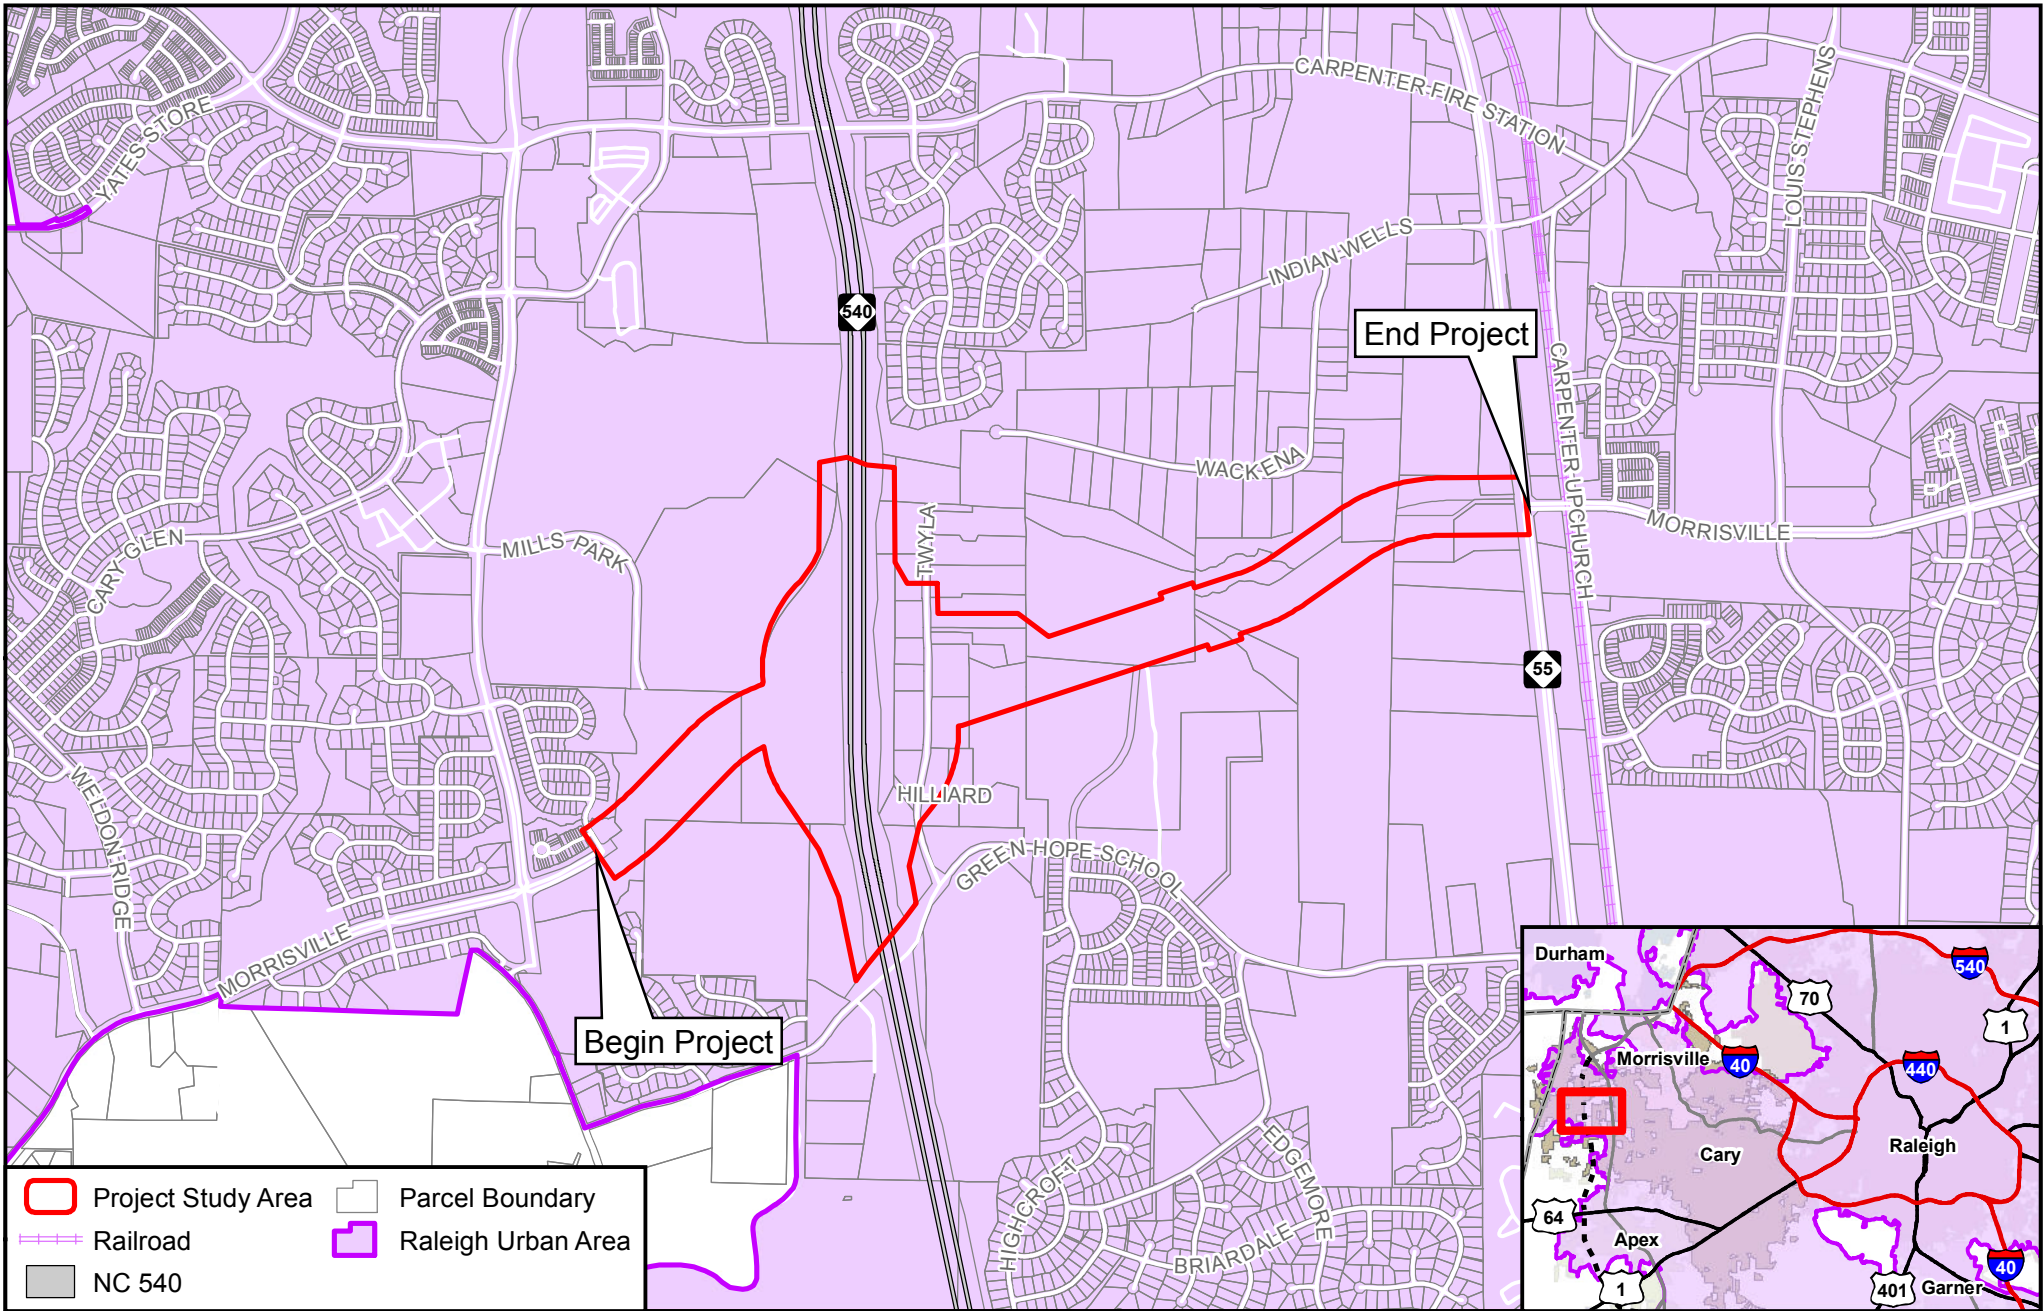 CARPENTER FIRE STATION
LOUIS STEPHENS
YATES STORE
INDIAN WELLS
540
End Project
CARPENTER UPCHURCH
WACKENA
MORRISVILLE
TWYLA
MILLS PARK
CARY GLEN
55
WELDON RIDGE
HILLIARD
GREEN HOPE SCHOOL
MORRISVILLE
Begin Project
HIGHCROFT
EDGEMORE
BRIARDALE
Project Study Area
Parcel Boundary
Railroad
Raleigh Urban Area
NC 540
Durham
540
70
1
Morrisville
40
440
Cary
Raleigh
64
Apex
40
1
401
Garner